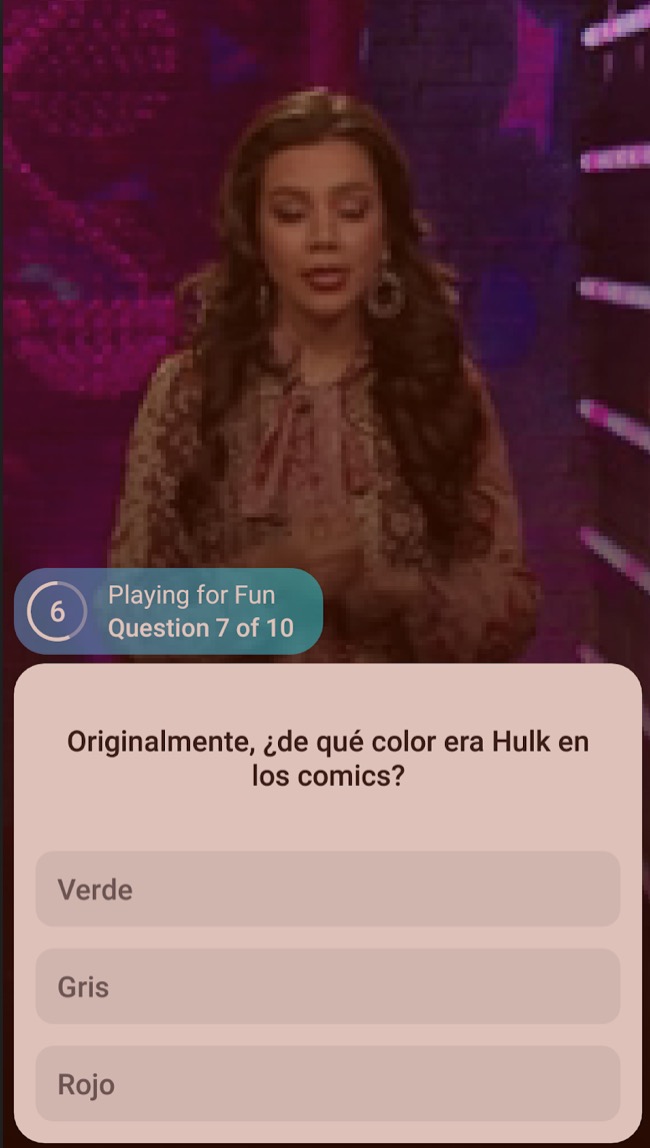 6
Playing for Fun
Question 7 of 10
Originalmente, ¿de qué color era Hulk en
los comics?
Verde
Gris
Rojo